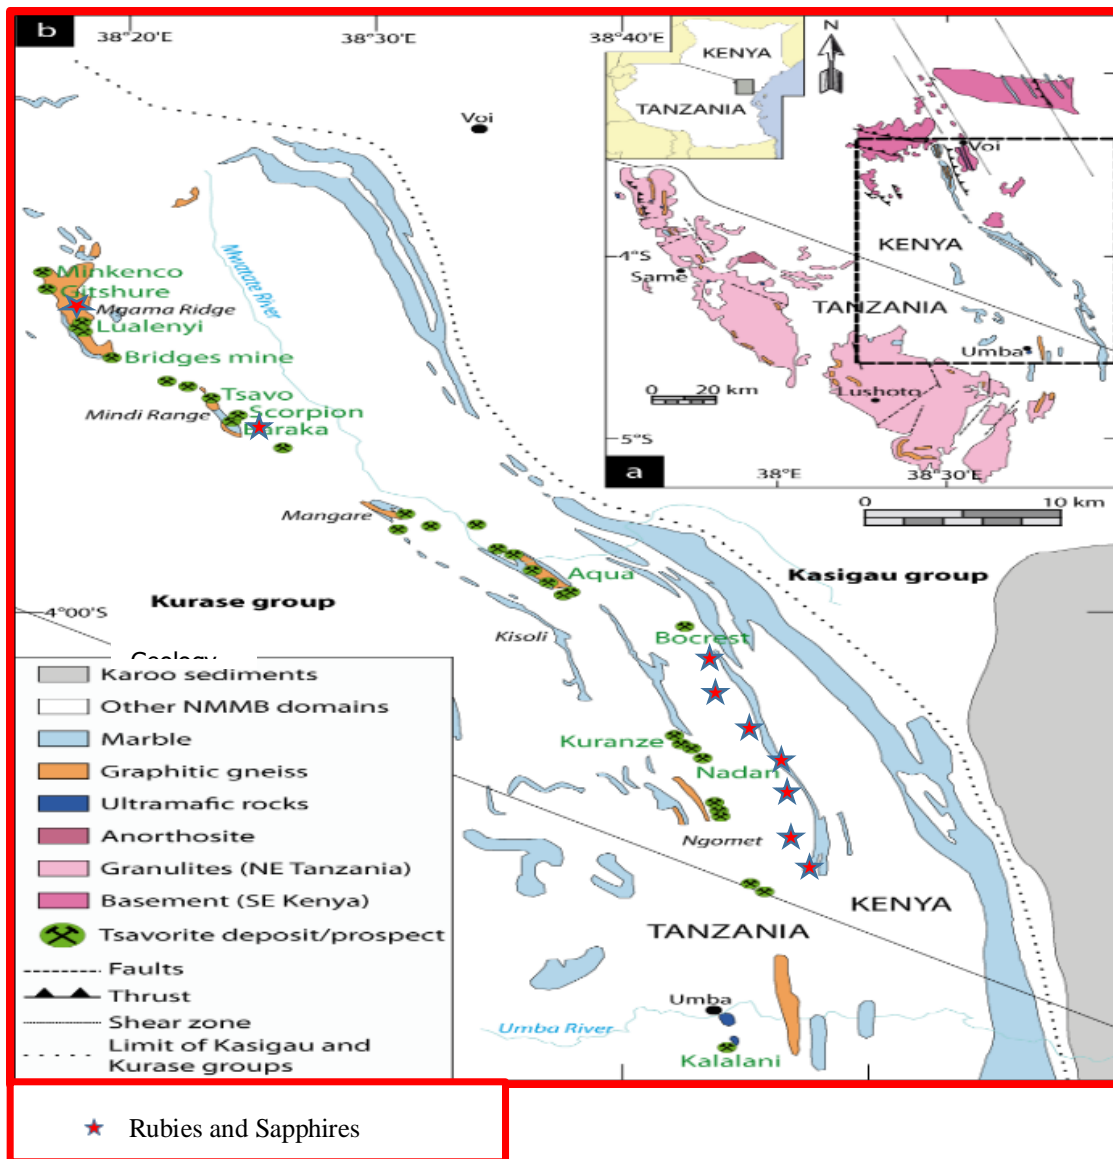 b
38°20'E
38°30'E
38°40'E
N
KENYA
TANZANIA
Voi
Voi
Mwatate River
KENYA
4°S
Same
TANZANIA
Minkenco
Gitshure
Mgama Ridge
Lualenyi
Bridges mine
Umba
0 20 km
Lushoto
Tsavo
Mindi Range
Scorpion
Baraka
5°S
a
38°E
38°30'E
0 10 km
Mangare
Aqua
Kasigau group
Kurase group
4°00'S
Kisoli
Bocrest
Geology
Karoo sediments
Other NMMB domains
Marble
Graphitic gneiss
Ultramafic rocks
Anorthosite
Granulites (NE Tanzania)
Basement (SE Kenya)
Tsavorite deposit/prospect
Faults
Thrust
Shear zone
Limit of Kasigau and
Kurase groups
Kuranze
Nadan
Ngomet
KENYA
TANZANIA
Umba
Umba River
Kalalani
Rubies and Sapphires